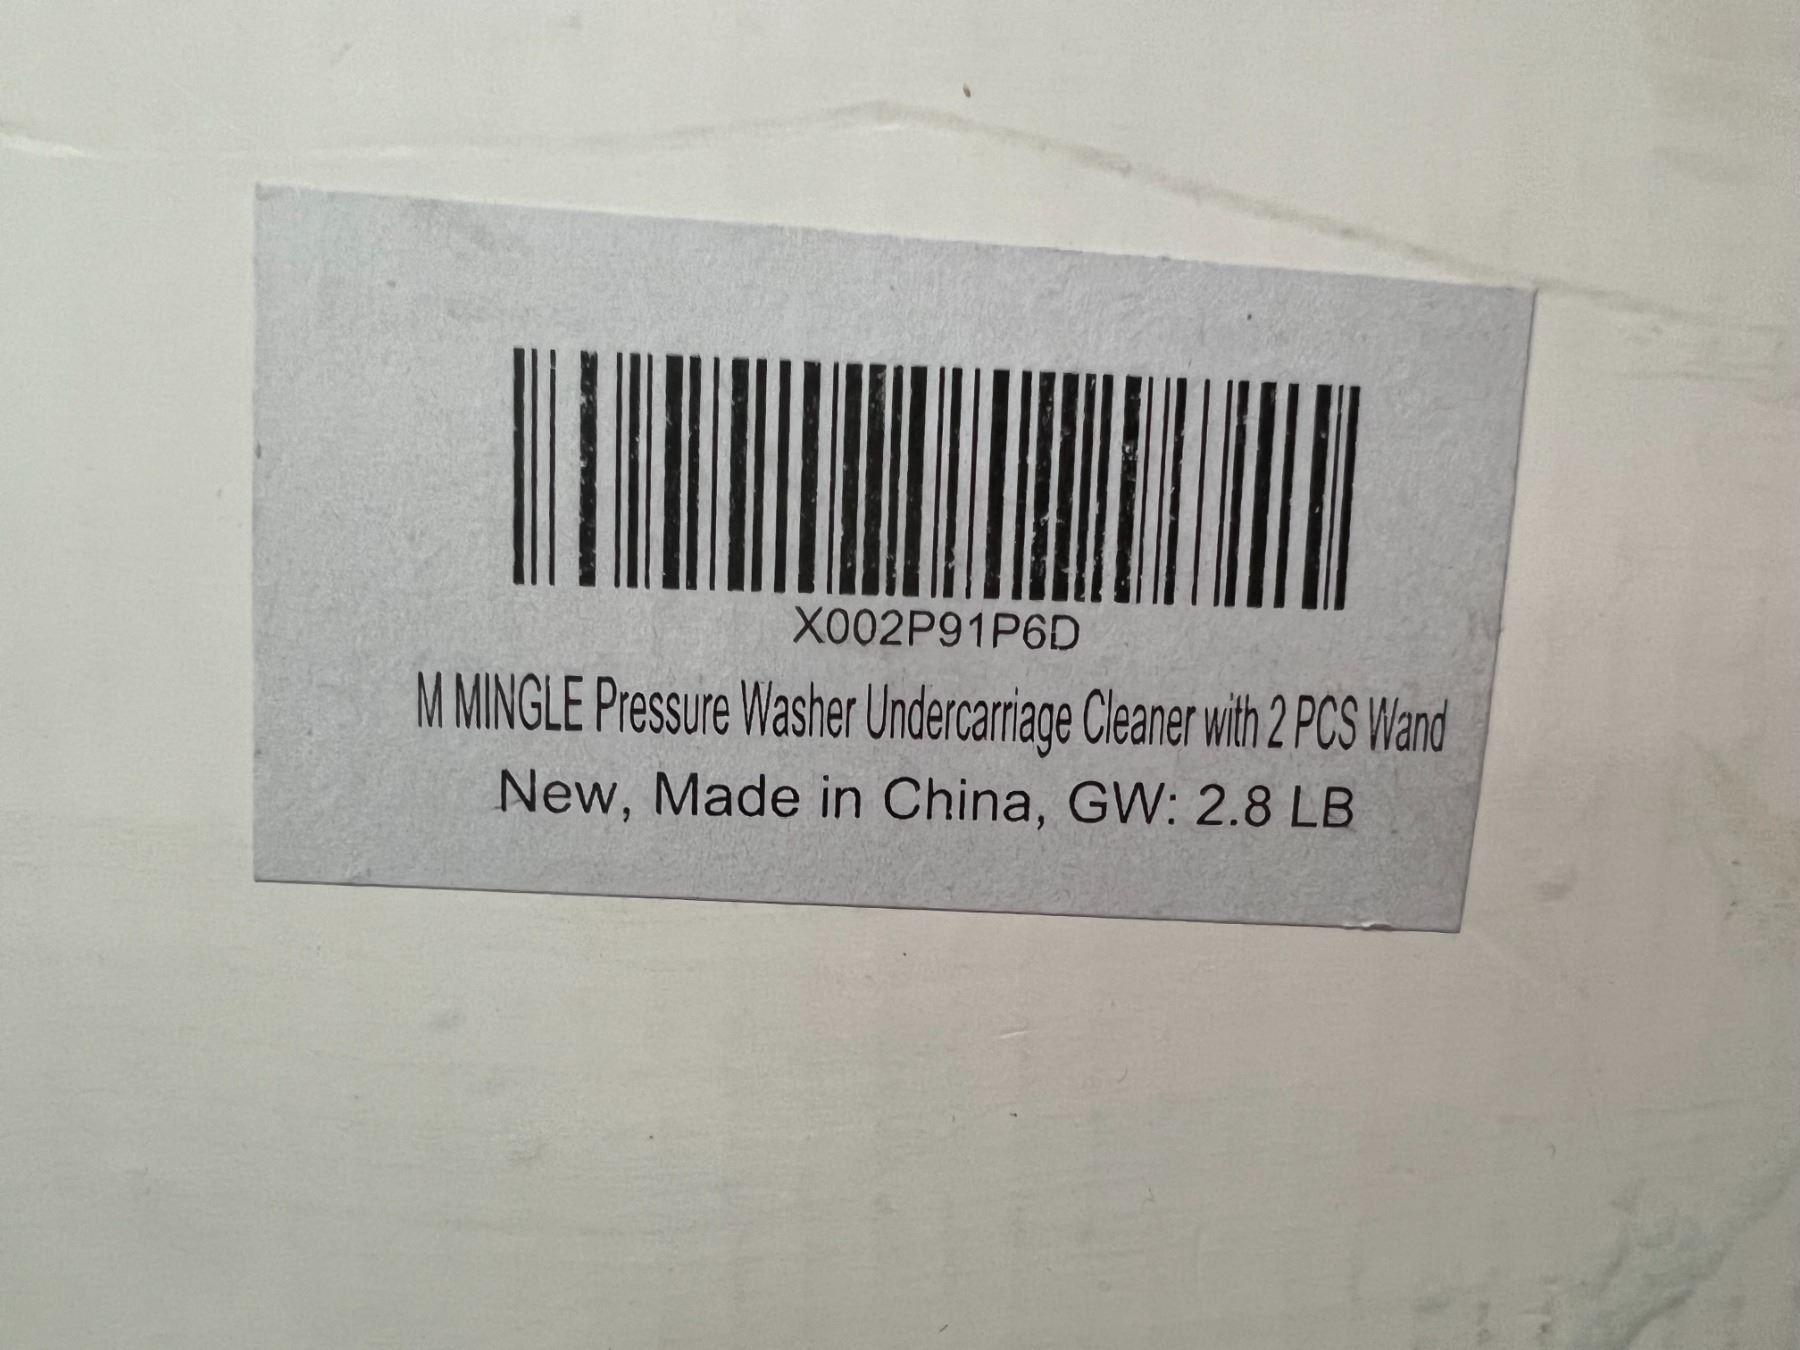 X002P91P6D
M MINGLE Pressure Washer Undercarriage Cleaner with 2 PCS Wand
New, Made in China, GW: 2.8 LB